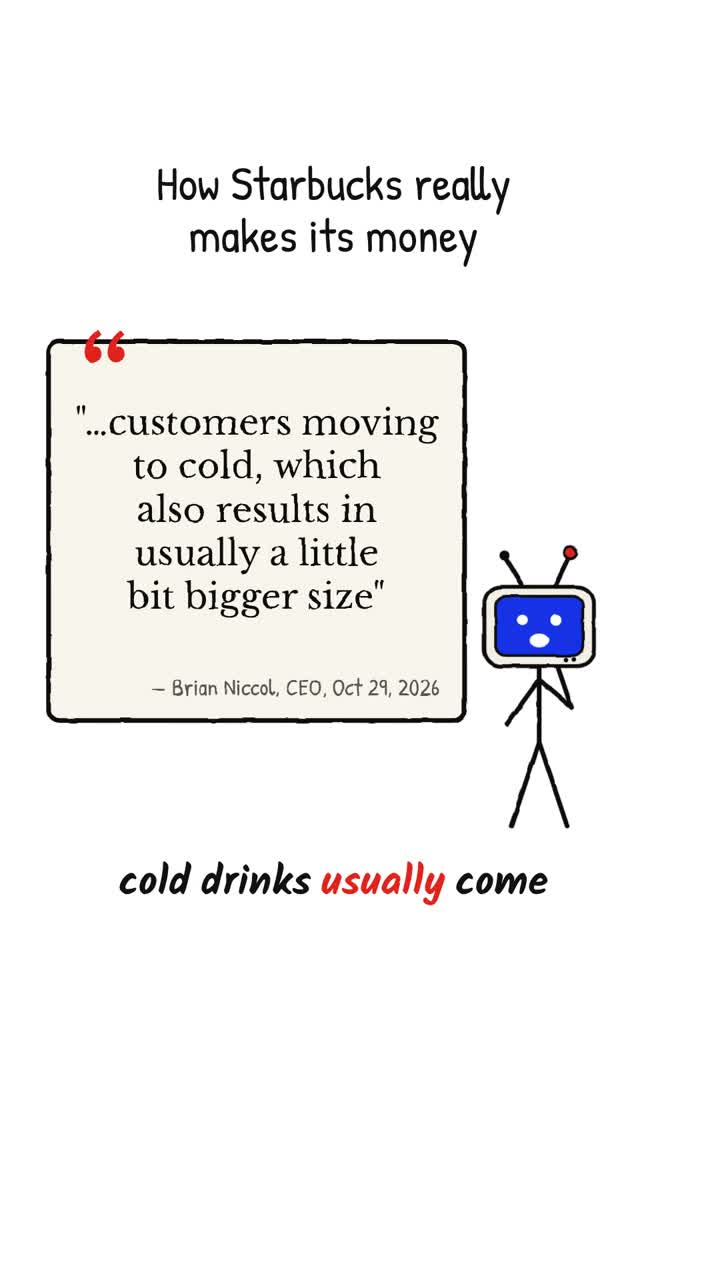 How Starbucks really
makes its money
“
"...customers moving
to cold, which
also results in
usually a little
bit bigger size"
— Brian Niccol, CEO, Oct 29, 2026
cold drinks usually come